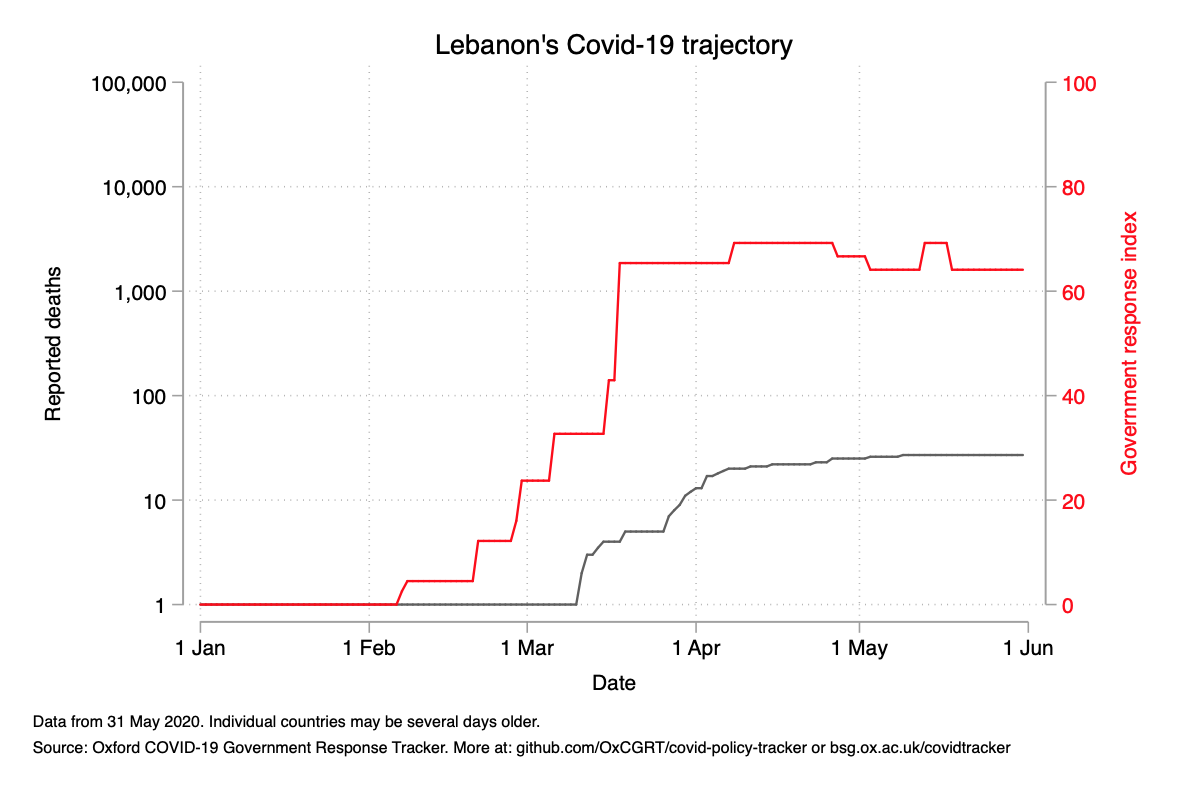 Lebanon's Covid-19 trajectory
100,000
10,000
1,000
100
10
1
Reported deaths
100
80
60
40
20
0
Government response index
1 Jan 1 Feb 1 Mar 1 Apr 1 May 1 Jun
Date
Data from 31 May 2020. Individual countries may be several days older.
Source: Oxford COVID-19 Government Response Tracker. More at: github.com/OxCGRT/covid-policy-tracker or bsg.ox.ac.uk/covidtracker